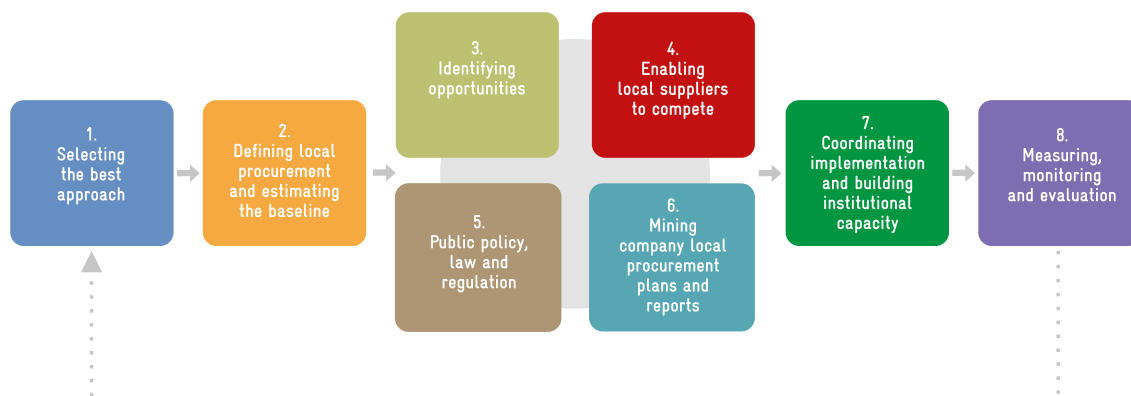 1.
Selecting
the best
approach
2.
Defining local
procurement
and estimating
the baseline
3.
Identifying
opportunities
4.
Enabling
local suppliers
to compete
5.
Public policy,
law and
regulation
6.
Mining
company local
procurement
plans and
reports
7.
Coordinating
implementation
and building
institutional
capacity
8.
Measuring,
monitoring
and evaluation